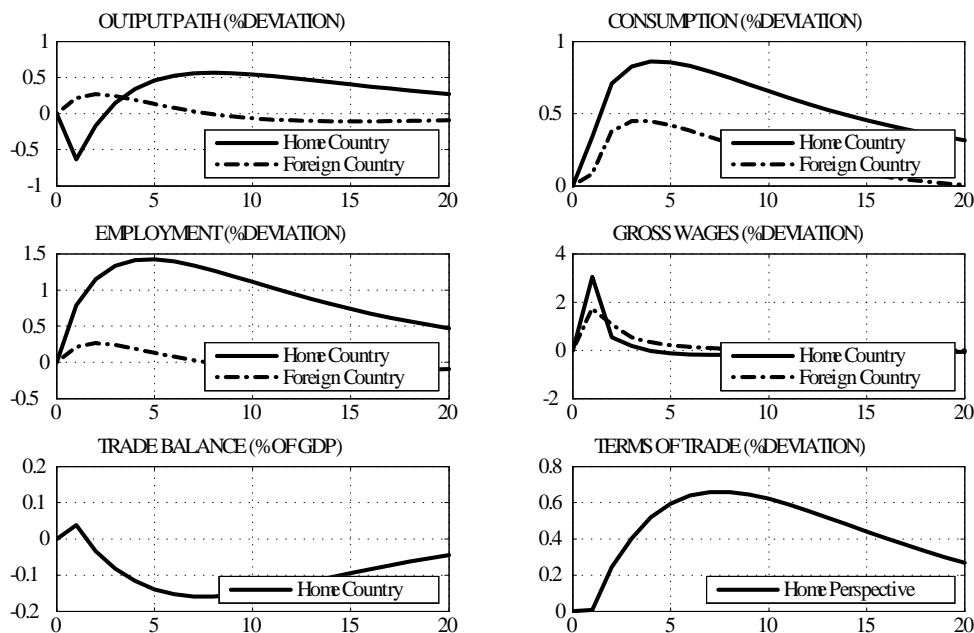 OUTPUT PATH (% DEVIATION)
1
0.5
0
-0.5
-1
Home Country
Foreign Country
0 5 10 15 20
CONSUMPTION (% DEVIATION)
1
0.5
0
Home Country
Foreign Country
0 5 10 15 20
EMPLOYMENT (% DEVIATION)
1.5
1
0.5
0
-0.5
Home Country
Foreign Country
0 5 10 15 20
GROSS WAGES (% DEVIATION)
4
2
0
-2
Home Country
Foreign Country
0 5 10 15 20
TRADE BALANCE (% OF GDP)
0.2
0.1
0
-0.1
-0.2
Home Country
0 5 10 15 20
TERMS OF TRADE (% DEVIATION)
0.8
0.6
0.4
0.2
0
Home Perspective
0 5 10 15 20